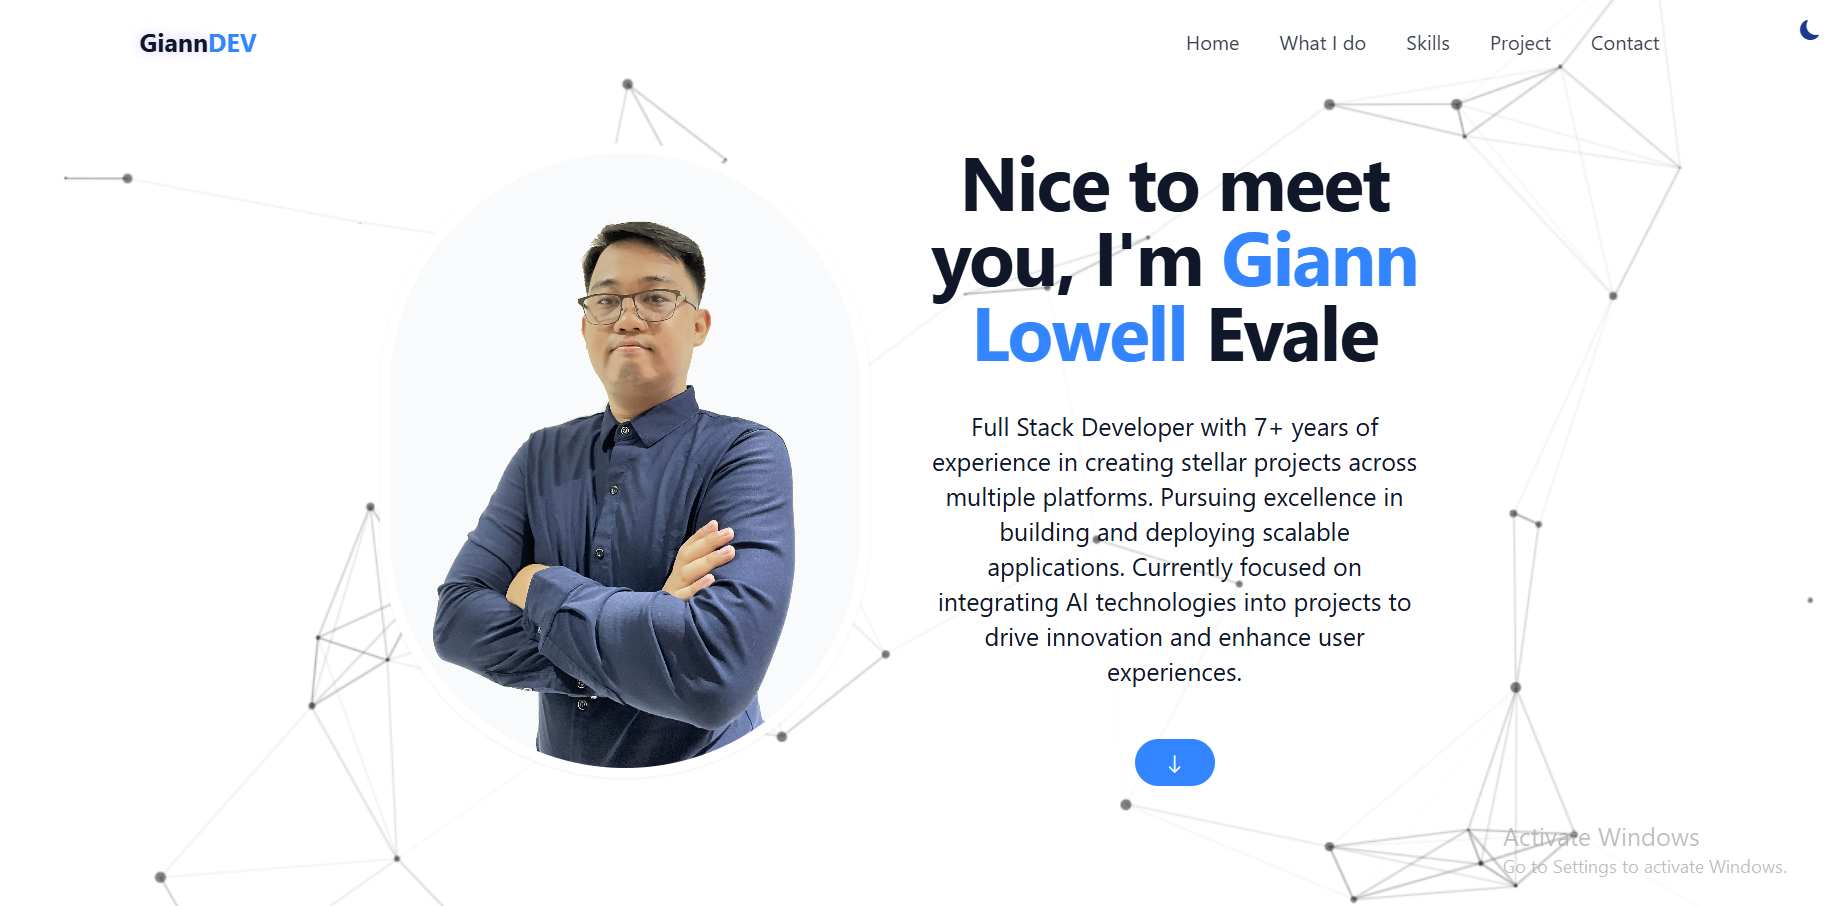 GiannDEV
Home What I do Skills Project Contact
Nice to meet
you, I'm Giann
Lowell Evale
Full Stack Developer with 7+ years of
experience in creating stellar projects across
multiple platforms. Pursuing excellence in
building and deploying scalable
applications. Currently focused on
integrating AI technologies into projects to
drive innovation and enhance user
experiences.
Activate Windows
Go to Settings to activate Windows.